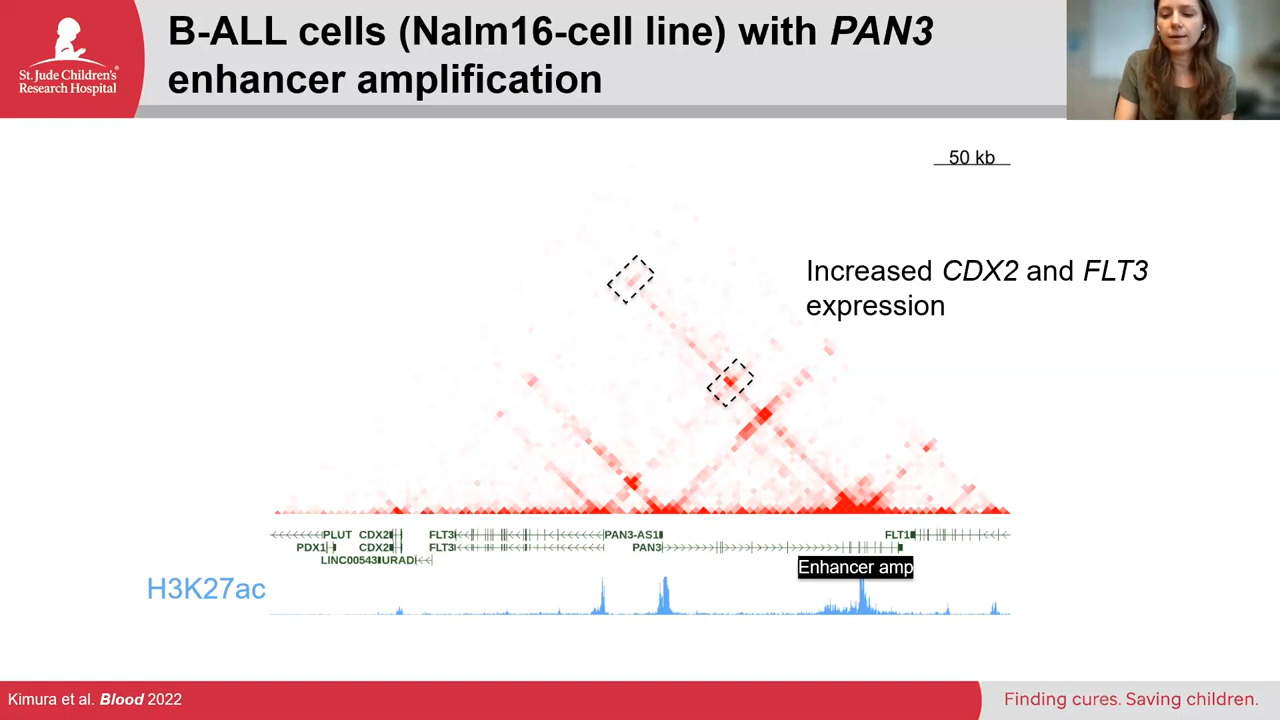 B-ALL cells (Nalm16-cell line) with PAN3
enhancer amplification
St. Jude Children's®
Research Hospital
50 kb
Increased CDX2 and FLT3
expression
PLUT CDX2 FLT3 PAN3-AS1 FLT1
PDX1 CDX2 FLT3 PAN3
LINC00543 URAD
Enhancer amp
H3K27ac
Kimura et al. Blood 2022
Finding cures. Saving children.